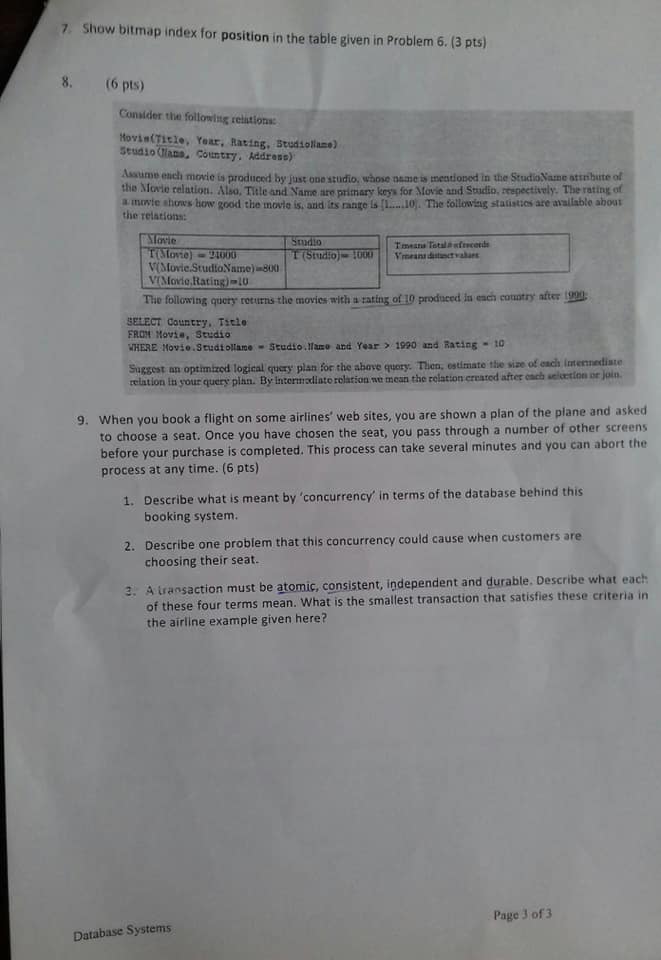 7. Show bitmap index for position in the table given in Problem 6. (3 pts)
8. (6 pts)
Consider the following relations:
Movie(Title, Year, Rating, StudioName)
Studio(Name, Country, Address)
Assume each movie is produced by just one studio, whose name is mentioned in the StudioName attribute of
the Movie relation. Also, Title and Name are primary keys for Movie and Studio, respectively. The rating of
a movie shows how good the movie is, and its range is [1.....10]. The following statistics are available about
the relations:
Movie Studio
T(Movie) = 24000 T (Studio)= 1000
V(Movie.StudioName)=800
V(Movie.Rating)=10
T means Total # of records
V means distinct values
The following query returns the movies with a rating of 10 produced in each country after 1990:
SELECT Country, Title
FROM Movie, Studio
WHERE Movie.StudioName = Studio.Name and Year > 1990 and Rating = 10
Suggest an optimized logical query plan for the above query. Then, estimate the size of each intermediate
relation in your query plan. By intermediate relation we mean the relation created after each selection or join.
9. When you book a flight on some airlines' web sites, you are shown a plan of the plane and asked
to choose a seat. Once you have chosen the seat, you pass through a number of other screens
before your purchase is completed. This process can take several minutes and you can abort the
process at any time. (6 pts)
1. Describe what is meant by 'concurrency' in terms of the database behind this
booking system.
2. Describe one problem that this concurrency could cause when customers are
choosing their seat.
3. A transaction must be atomic, consistent, independent and durable. Describe what each
of these four terms mean. What is the smallest transaction that satisfies these criteria in
the airline example given here?
Page 3 of 3
Database Systems